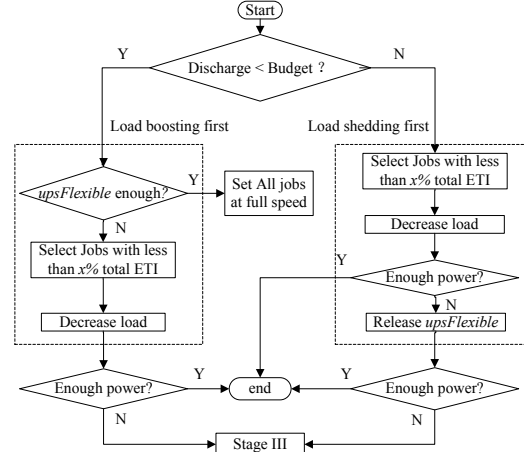 Start
Discharge < Budget ?
Y
N
Load boosting first
Load shedding first
upsFlexible enough?
Y
Set All jobs
at full speed
N
Select Jobs with less
than x% total ETI
Decrease load
Select Jobs with less
than x% total ETI
Decrease load
Y
Enough power?
N
Release upsFlexible
Enough power?
Y
end
Y
Enough power?
N
N
Stage III